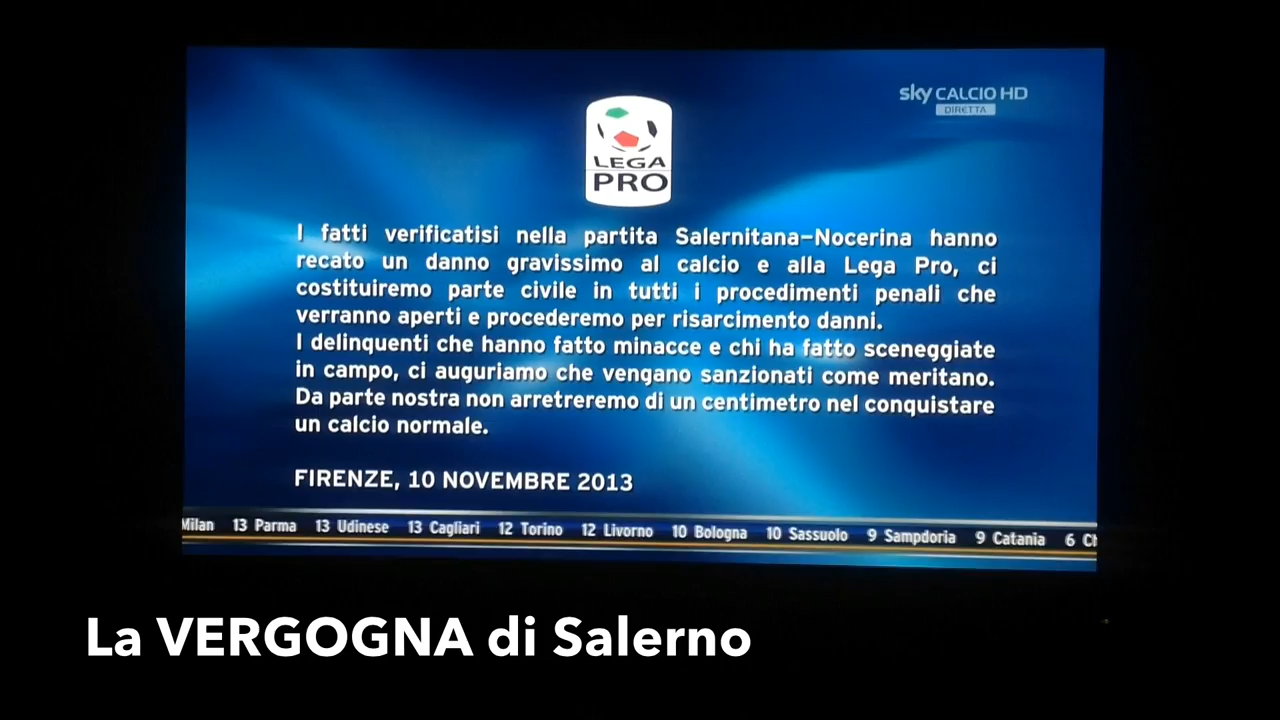 sky CALCIO HD
DIRETTA
LEGA
PRO
I fatti verificatisi nella partita Salernitana–Nocerina hanno
recato un danno gravissimo al calcio e alla Lega Pro, ci
costituiremo parte civile in tutti i procedimenti penali che
verranno aperti e procederemo per risarcimento danni.
I delinquenti che hanno fatto minacce e chi ha fatto sceneggiate
in campo, ci auguriamo che vengano sanzionati come meritano.
Da parte nostra non arretreremo di un centimetro nel conquistare
un calcio normale.
FIRENZE, 10 NOVEMBRE 2013
Milan 13 Parma 13 Udinese 13 Cagliari 12 Torino 12 Livorno 10 Bologna 10 Sassuolo 9 Sampdoria 9 Catania 6 Ch
La VERGOGNA di Salerno